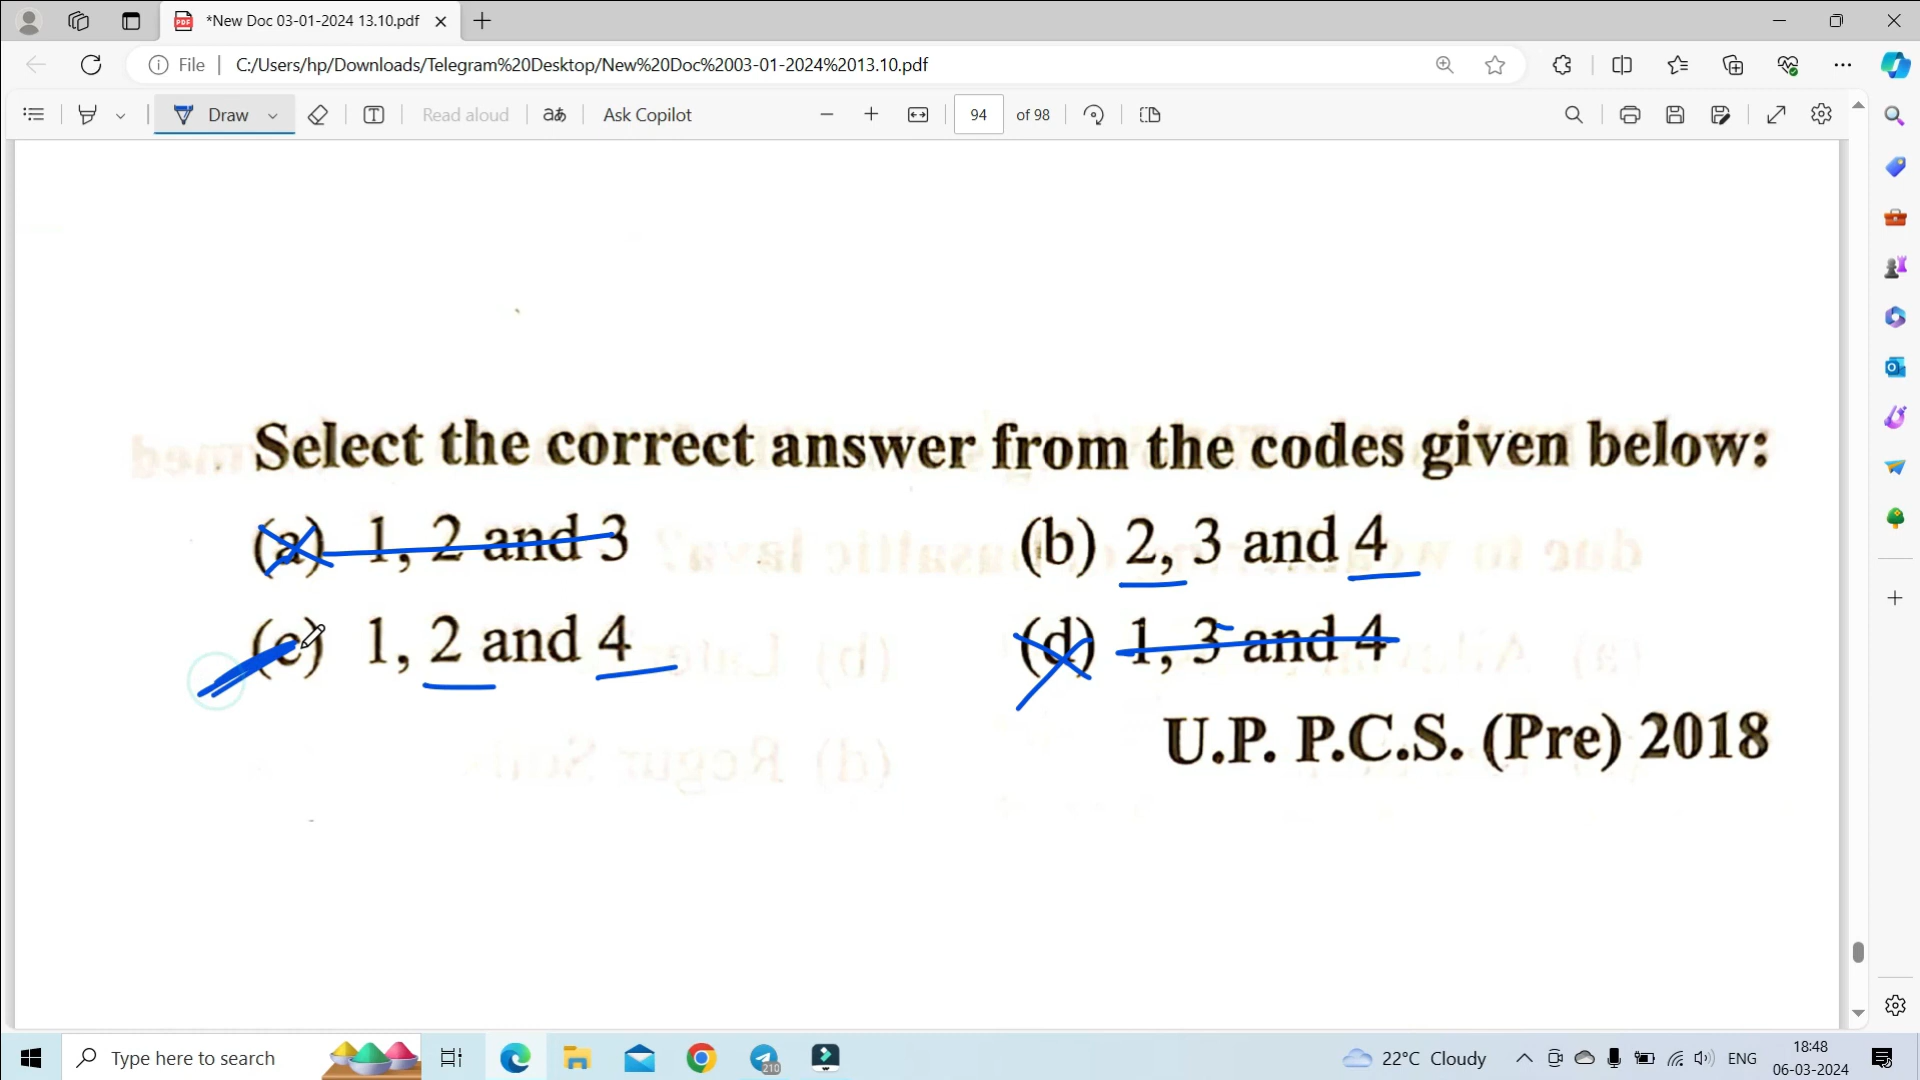 *New Doc 03-01-2024 13.10.pdf
File
C:/Users/hp/Downloads/Telegram%20Desktop/New%20Doc%2003-01-2024%2013.10.pdf
Draw
Read aloud
aあ
Ask Copilot
94 of 98
Select the correct answer from the codes given below:
(a) 1, 2 and 3
(b) 2, 3 and 4
(c) 1, 2 and 4
(d) 1, 3 and 4
U.P. P.C.S. (Pre) 2018
Type here to search
210
22°C Cloudy
ENG
18:48
06-03-2024